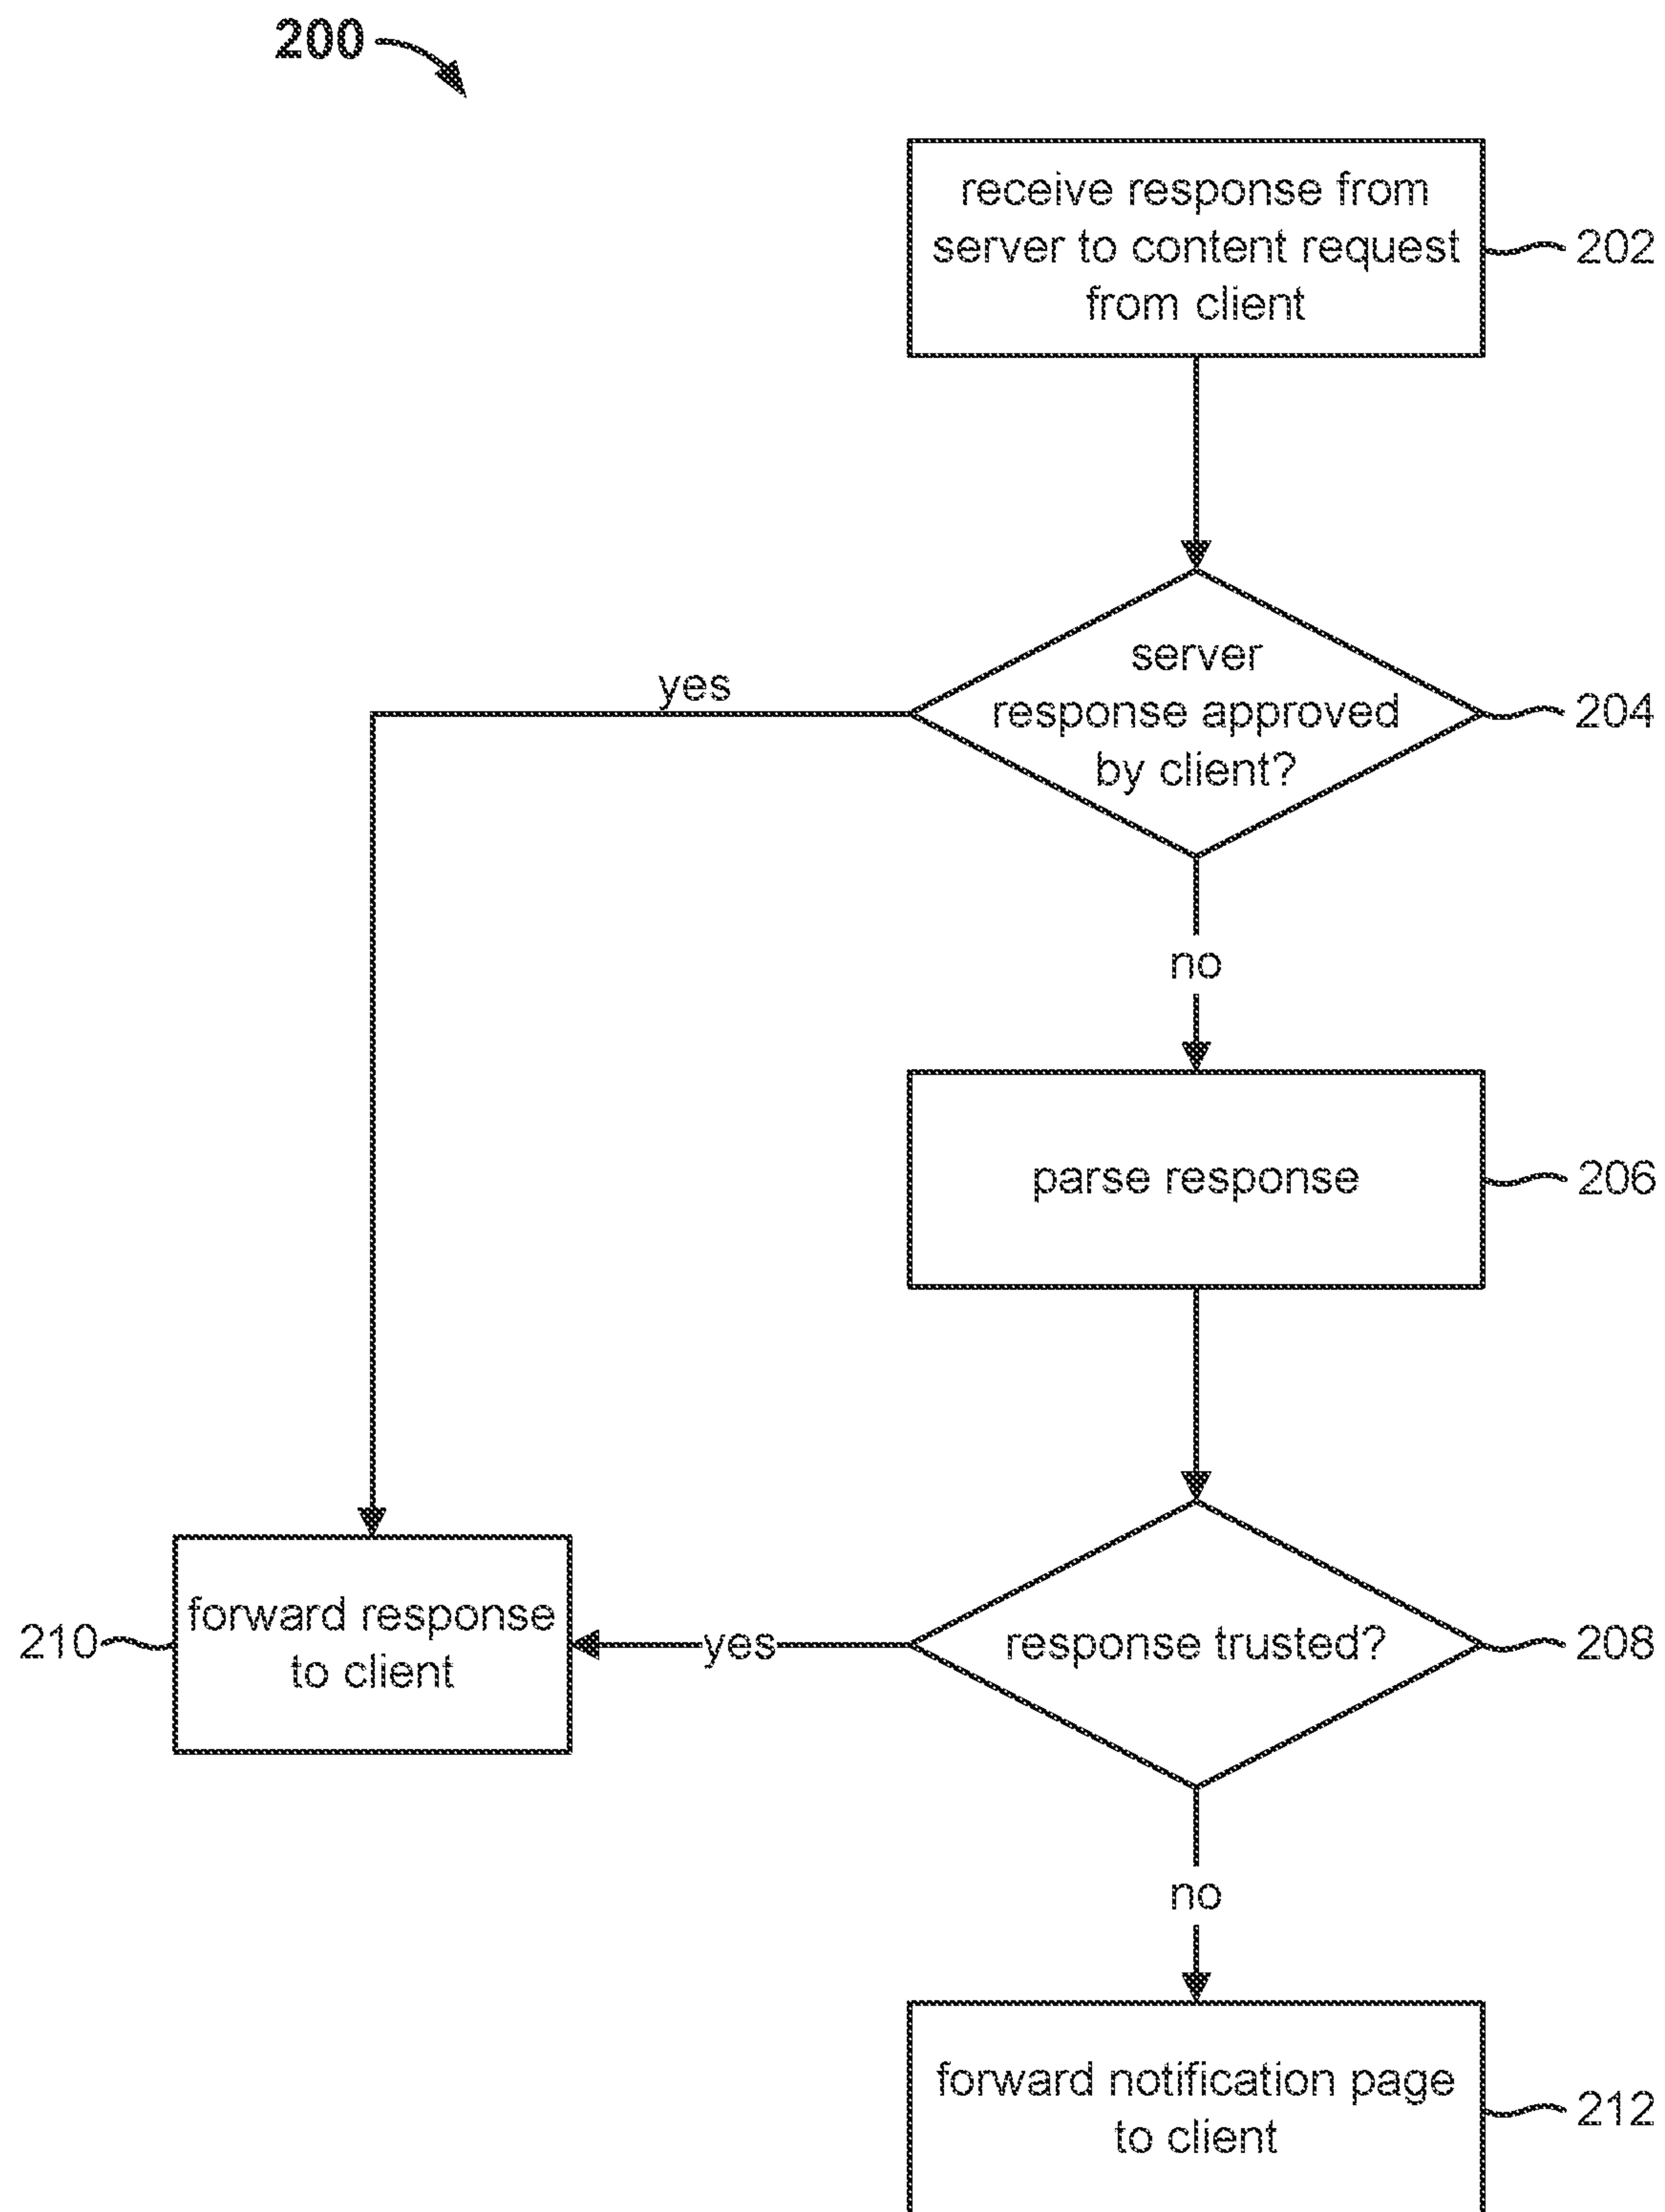 200
receive response from
server to content request
from client
202
server
response approved
by client?
204
yes
no
parse response
206
response trusted?
208
yes
forward response
to client
210
no
forward notification page
to client
212